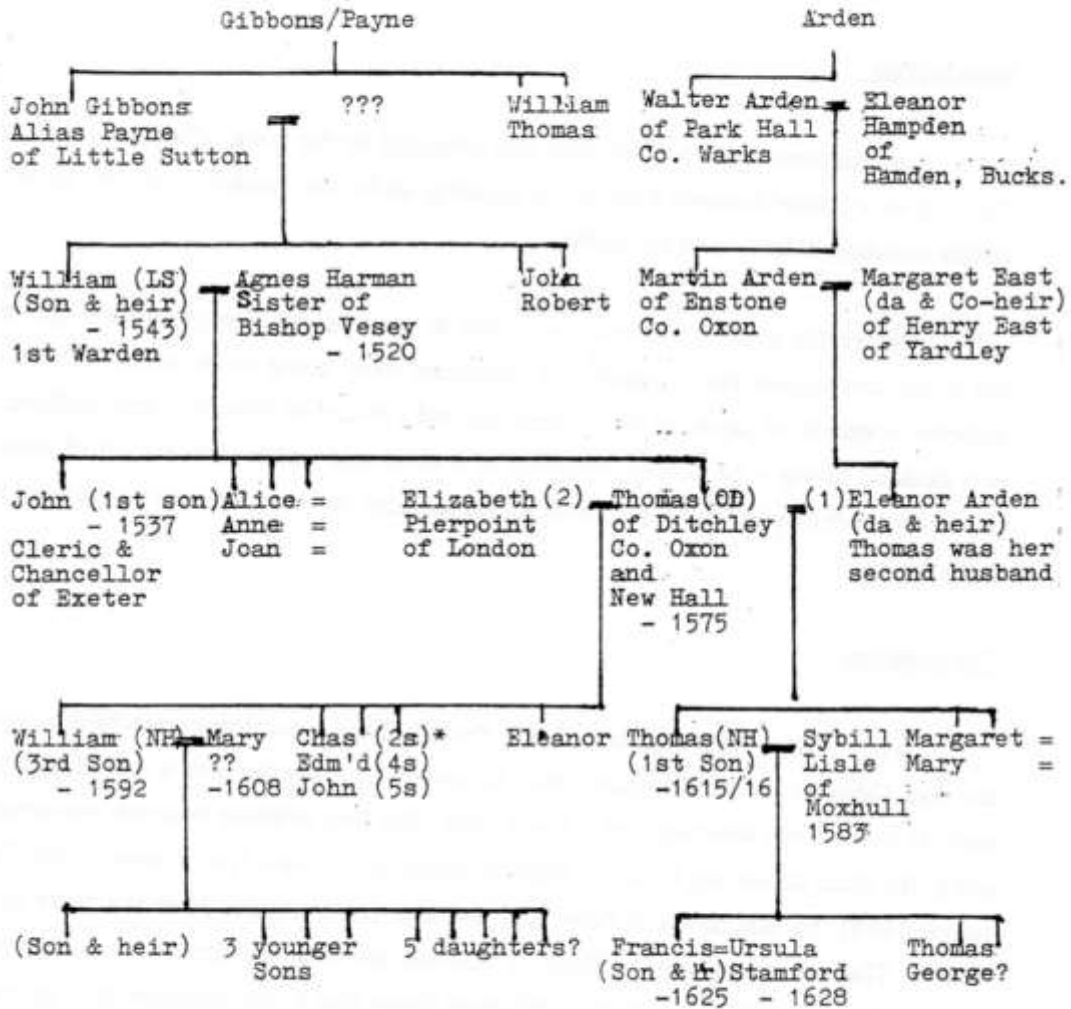 Gibbons/Payne Arden
John Gibbons= ??? William Walter Arden = Eleanor
Alias Payne Thomas of Park Hall Hampden
of Little Sutton Co. Warks of
Hamden, Bucks.
William (LS) Agnes Harman John Martin Arden Margaret East
(Son & heir) Sister of Robert of Enstone (da & Co-heir)
- 1543) Bishop Vesey Co. Oxon of Henry East
1st Warden - 1520 of Yardley
John (1st son) Alice = Elizabeth (2) Thomas(OD) (1) Eleanor Arden
- 1537 Anne = Pierpoint of Ditchley (da & heir)
Cleric & Joan = of London Co. Oxon Thomas was her
Chancellor and second husband
of Exeter New Hall
- 1575
William (NH) Mary Chas (2s)* Eleanor Thomas(NH) Sybill Margaret =
(3rd Son) ?? Edm'd(4s) (1st Son) Lisle Mary =
- 1592 -1608 John (5s) -1615/16 of
Moxhull
1583
(Son & heir) 3 younger 5 daughters? Francis=Ursula Thomas
Sons (Son & Hr) Stamford George?
-1625 - 1628